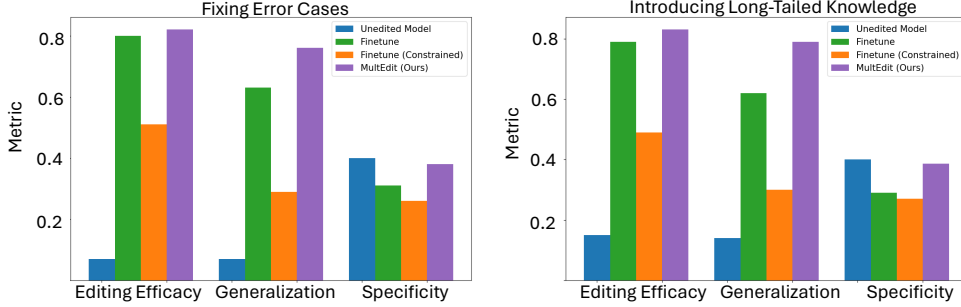 Fixing Error Cases
Unedited Model
Finetune
Finetune (Constrained)
MultEdit (Ours)
Metric
0.8
0.6
0.4
0.2
Editing Efficacy Generalization Specificity
Introducing Long-Tailed Knowledge
Unedited Model
Finetune
Finetune (Constrained)
MultEdit (Ours)
Metric
0.8
0.6
0.4
0.2
Editing Efficacy Generalization Specificity